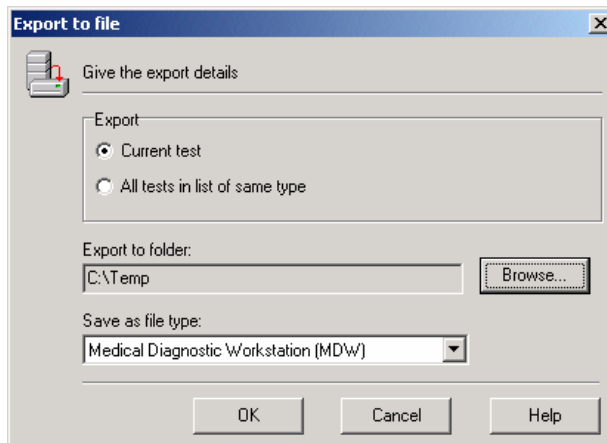 Export to file
Give the export details
Export
Current test
All tests in list of same type
Export to folder:
C:\Temp
Browse...
Save as file type:
Medical Diagnostic Workstation (MDW)
OK
Cancel
Help